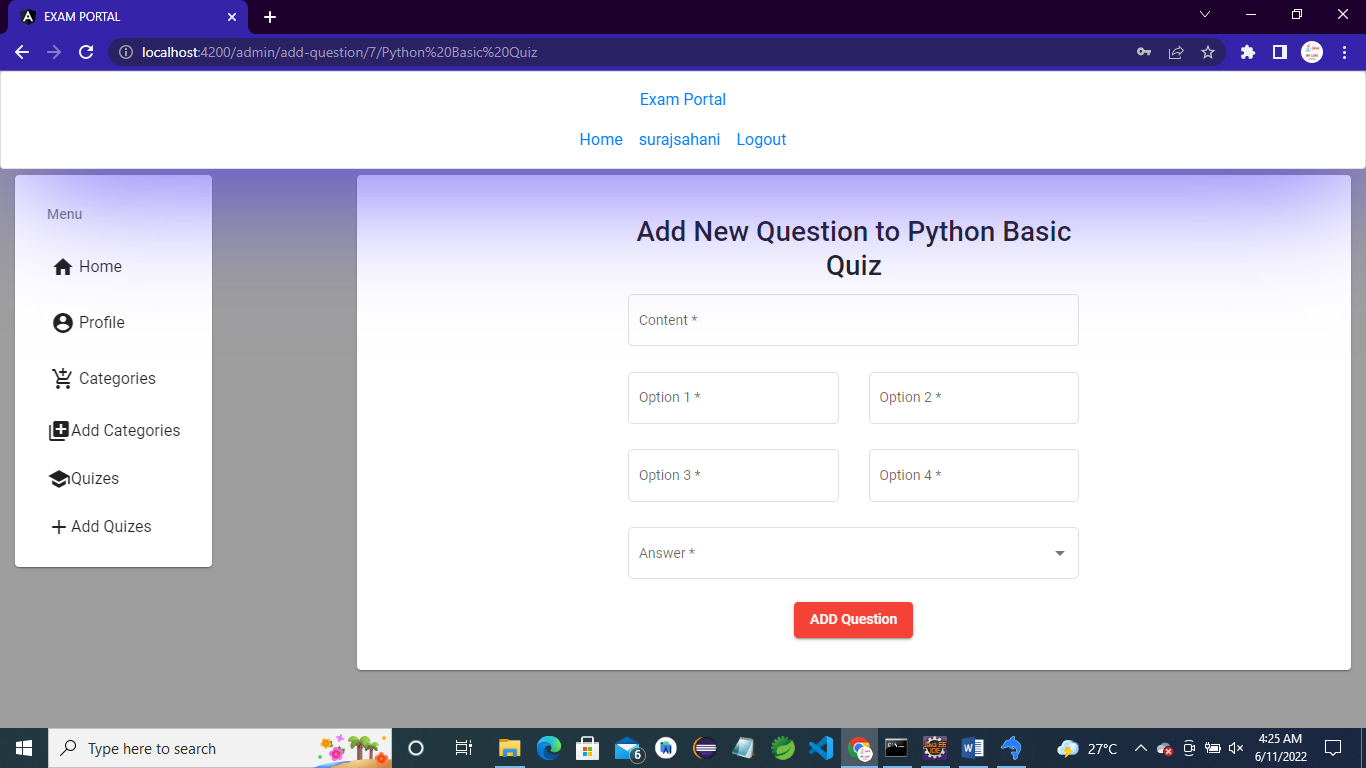 EXAM PORTAL
localhost:4200/admin/add-question/7/Python%20Basic%20Quiz
Exam Portal
Home surajsahani Logout
Menu
Home
Profile
Categories
Add Categories
Quizes
Add Quizes
Add New Question to Python Basic
Quiz
Content *
Option 1 * Option 2 *
Option 3 * Option 4 *
Answer *
ADD Question
Type here to search
6
27°C
4:25 AM
6/11/2022